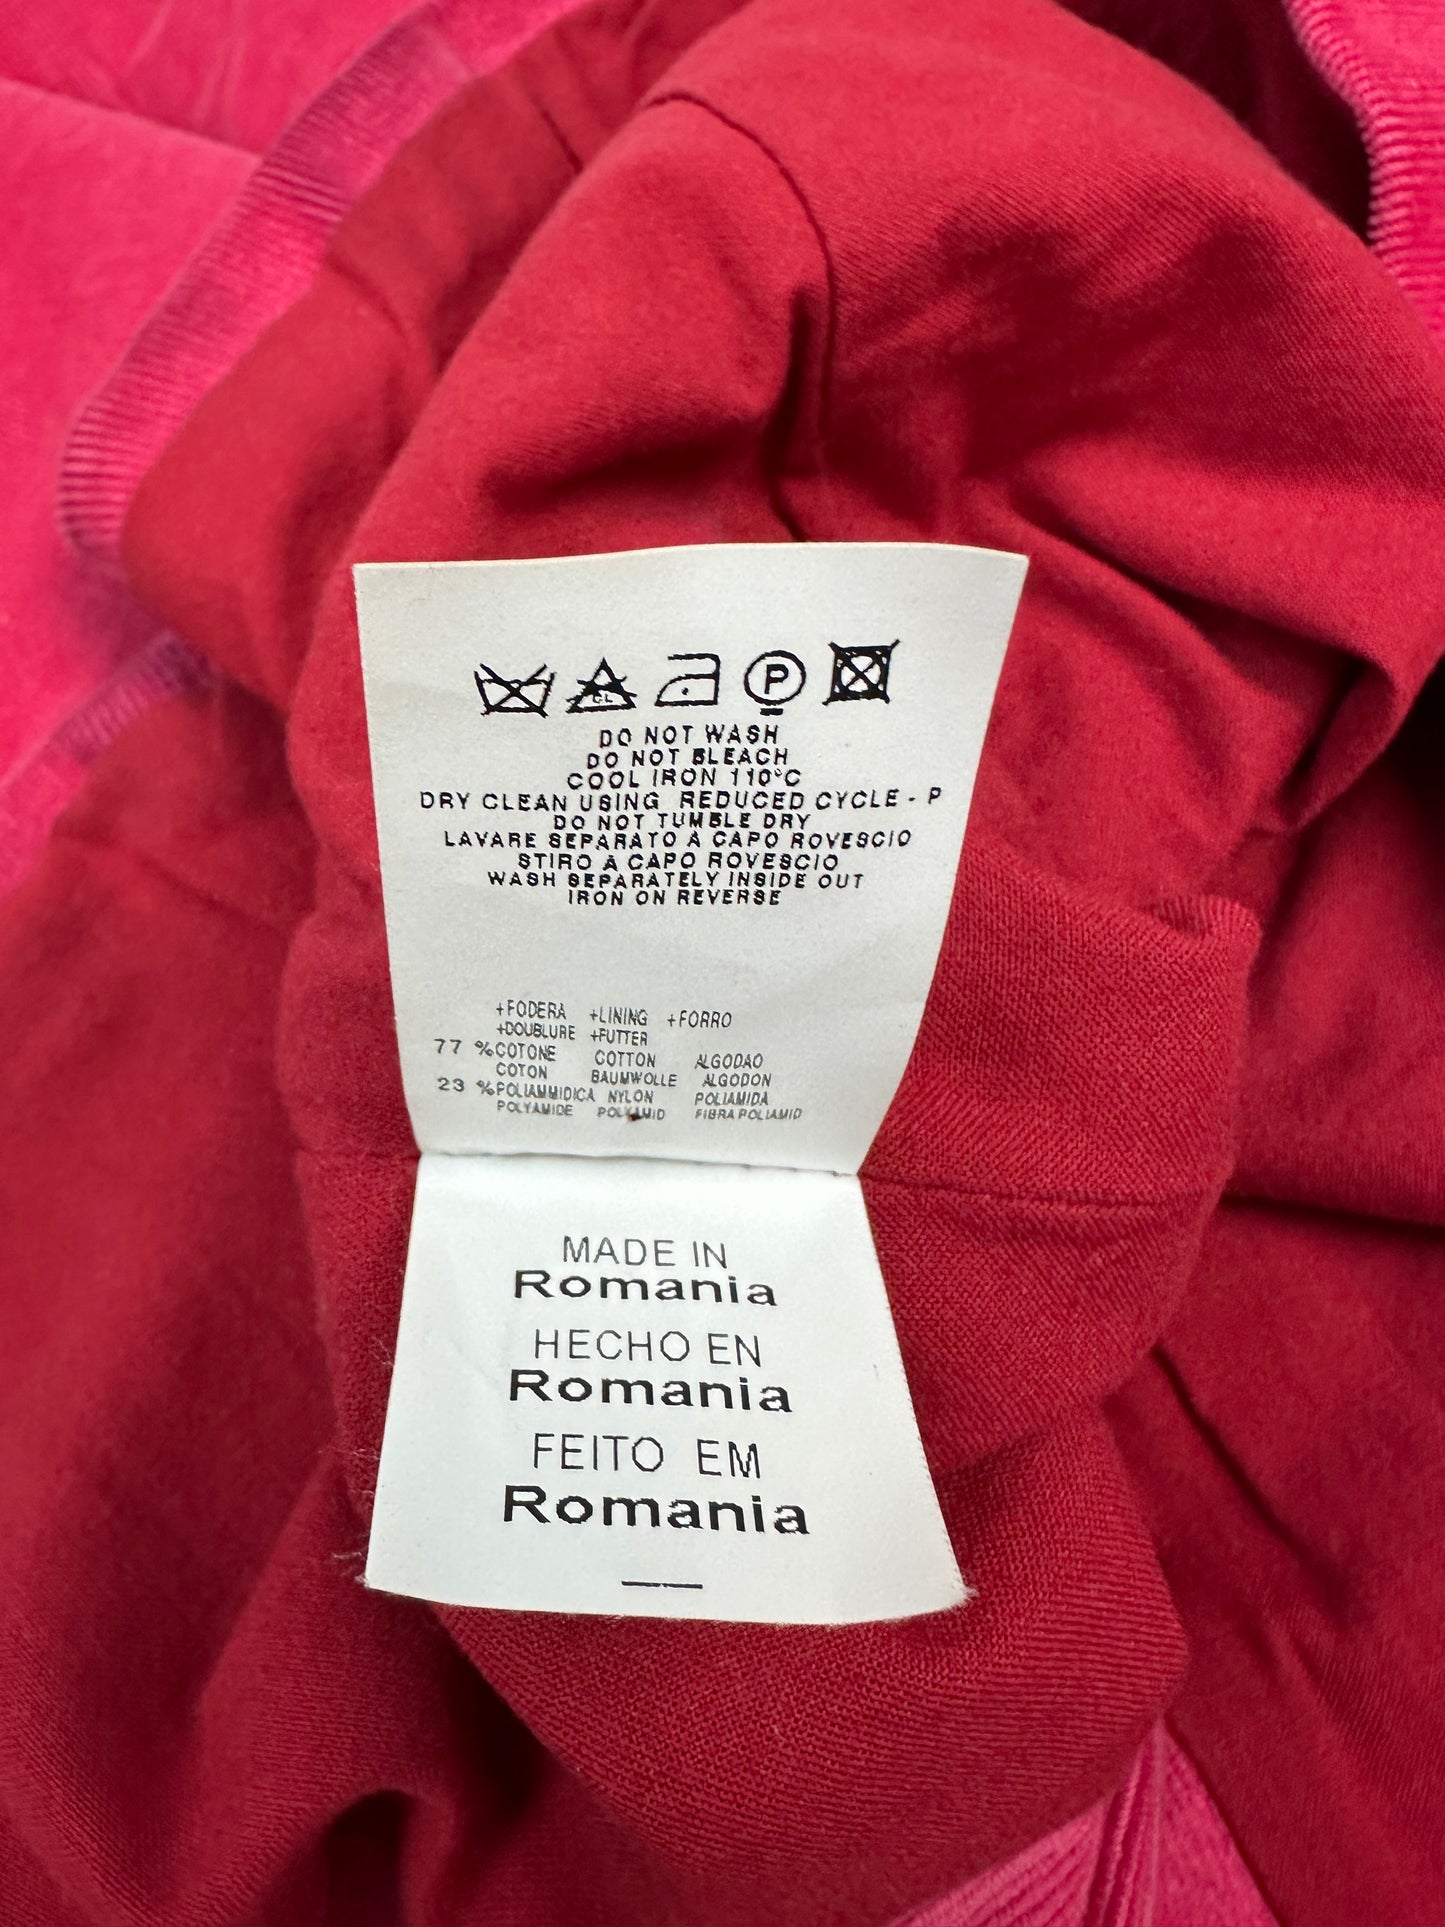 CL
P
DO NOT WASH
DO NOT BLEACH
COOL IRON 110°C
DRY CLEAN USING REDUCED CYCLE - P
DO NOT TUMBLE DRY
LAVARE SEPARATO A CAPO ROVESCIO
STIRO A CAPO ROVESCIO
WASH SEPARATELY INSIDE OUT
IRON ON REVERSE
+FODERA +LINING +FORRO
+DOUBLURE +FUTTER
77 %COTONE COTTON ALGODAO
COTON BAUMWOLLE ALGODON
23 %POLIAMMIDICA NYLON POLIAMIDA
POLYAMIDE POLYAMID FIBRA POLIAMID
MADE IN
Romania
HECHO EN
Romania
FEITO EM
Romania